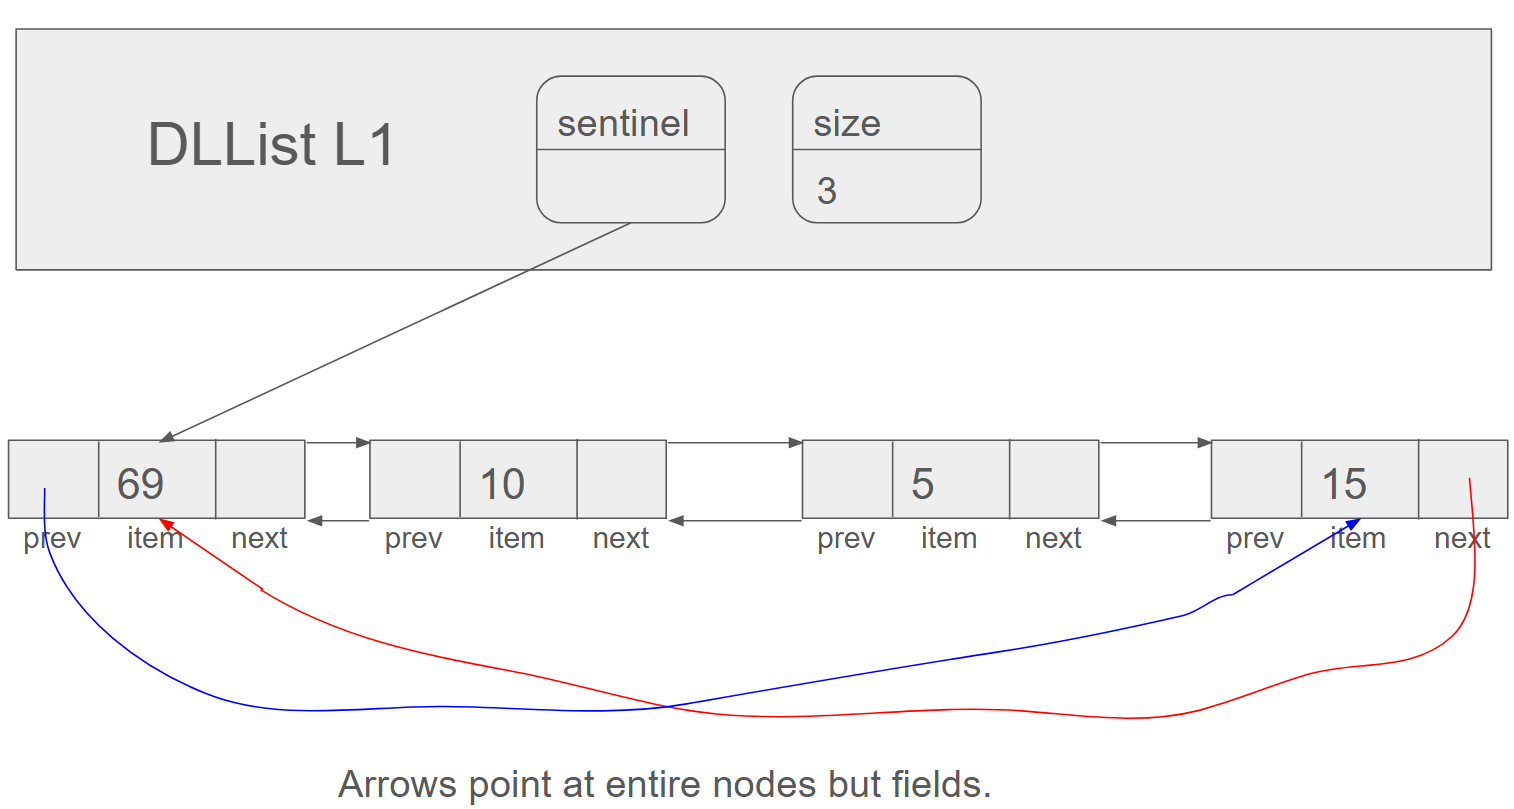 DLList L1
sentinel
size
3
69
10
5
15
prev item next
prev item next
prev item next
prev item next
Arrows point at entire nodes but fields.